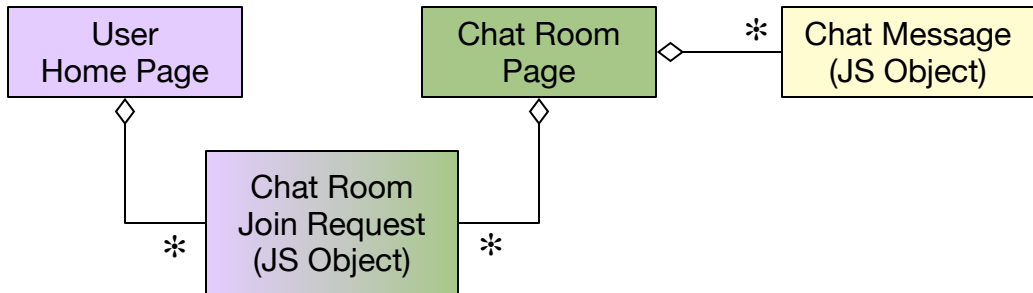 User
Home Page
Chat Room
Page
*
Chat Message
(JS Object)
Chat Room
Join Request
(JS Object)
*
*